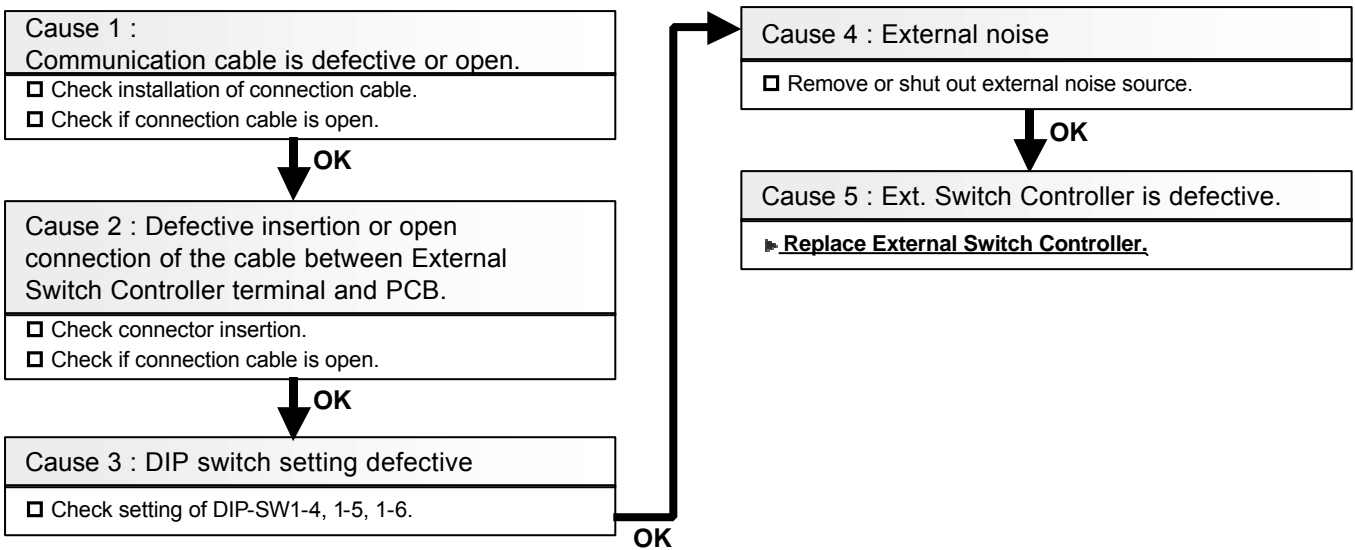 Cause 1 :
Communication cable is defective or open.
Check installation of connection cable.
Check if connection cable is open.
OK
Cause 2 : Defective insertion or open
connection of the cable between External
Switch Controller terminal and PCB.
Check connector insertion.
Check if connection cable is open.
OK
Cause 3 : DIP switch setting defective
Check setting of DIP-SW1-4, 1-5, 1-6.
OK
Cause 4 : External noise
Remove or shut out external noise source.
OK
Cause 5 : Ext. Switch Controller is defective.
Replace External Switch Controller.